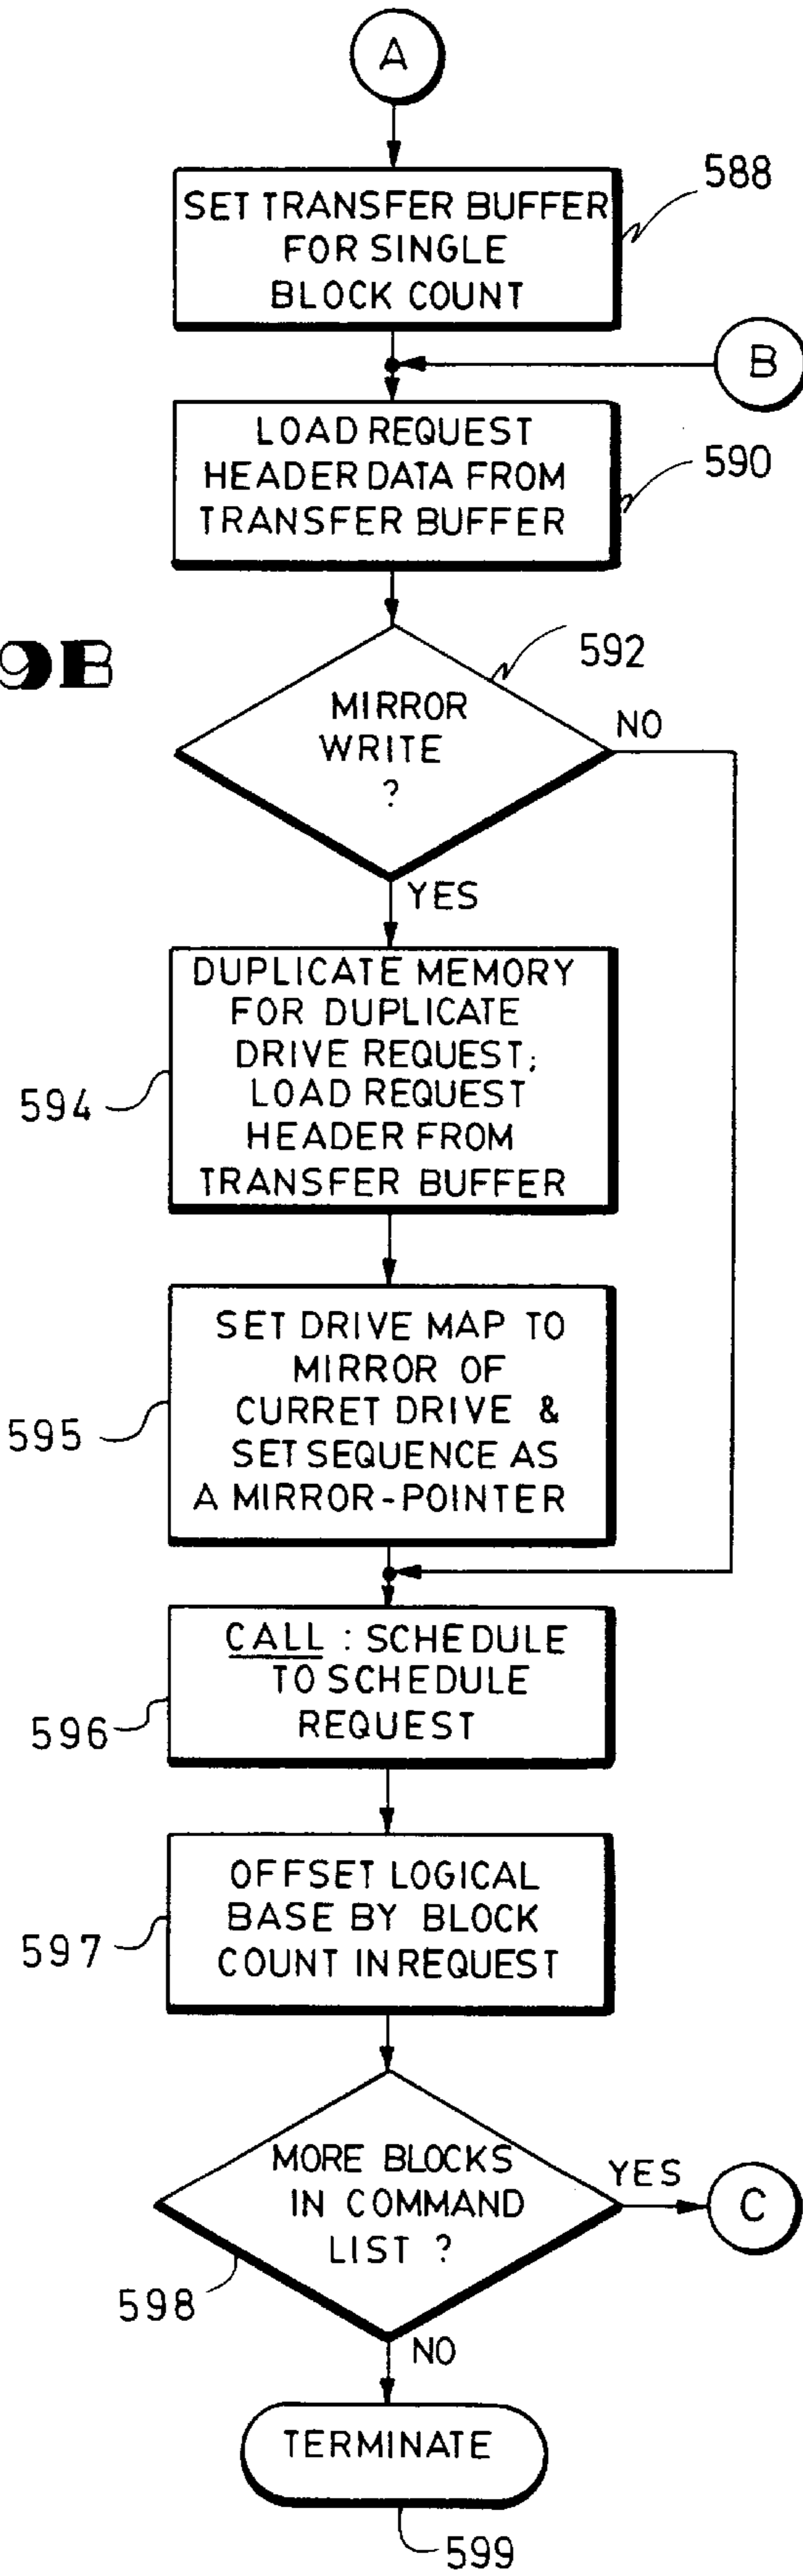 A
SET TRANSFER BUFFER
FOR SINGLE
BLOCK COUNT
588
B
LOAD REQUEST
HEADER DATA FROM
TRANSFER BUFFER
590
9B
592
MIRROR
WRITE
?
NO
YES
DUPLICATE MEMORY
FOR DUPLICATE
DRIVE REQUEST;
LOAD REQUEST
HEADER FROM
TRANSFER BUFFER
594
SET DRIVE MAP TO
MIRROR OF
CURRET DRIVE &
SET SEQUENCE AS
A MIRROR-POINTER
595
CALL : SCHEDULE
TO SCHEDULE
REQUEST
596
OFFSET LOGICAL
BASE BY BLOCK
COUNT IN REQUEST
597
MORE BLOCKS
IN COMMAND
LIST ?
YES
C
598
NO
TERMINATE
599